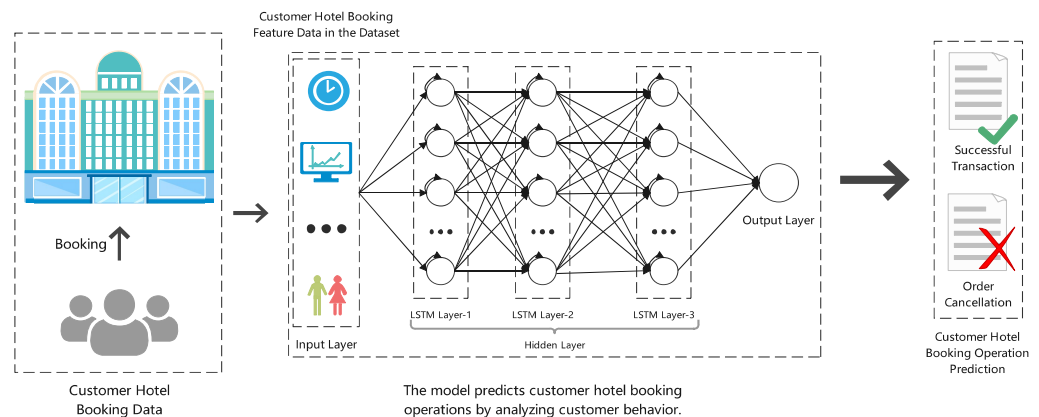 Customer Hotel Booking
Feature Data in the Dataset
Booking
Customer Hotel
Booking Data
Input Layer
LSTM Layer-1
LSTM Layer-2
LSTM Layer-3
Hidden Layer
Output Layer
The model predicts customer hotel booking
operations by analyzing customer behavior.
Successful
Transaction
Order
Cancellation
Customer Hotel
Booking Operation
Prediction